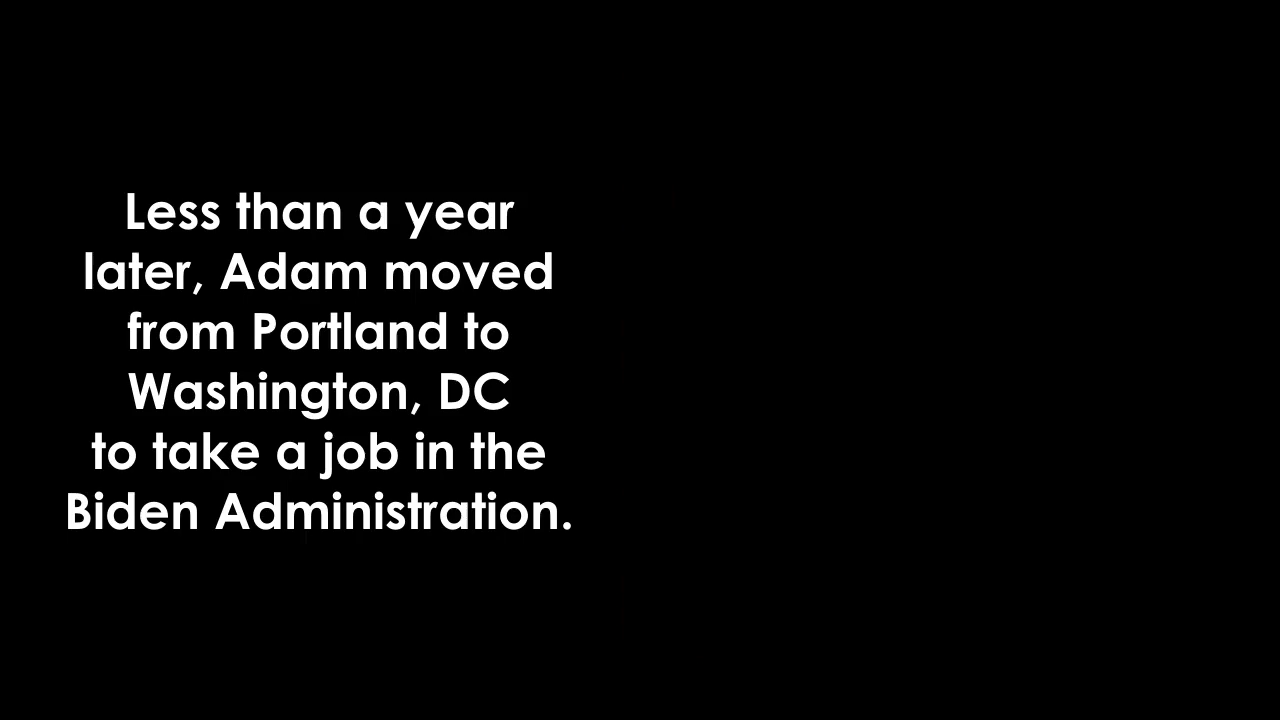 Less than a year
later, Adam moved
from Portland to
Washington, DC
to take a job in the
Biden Administration.